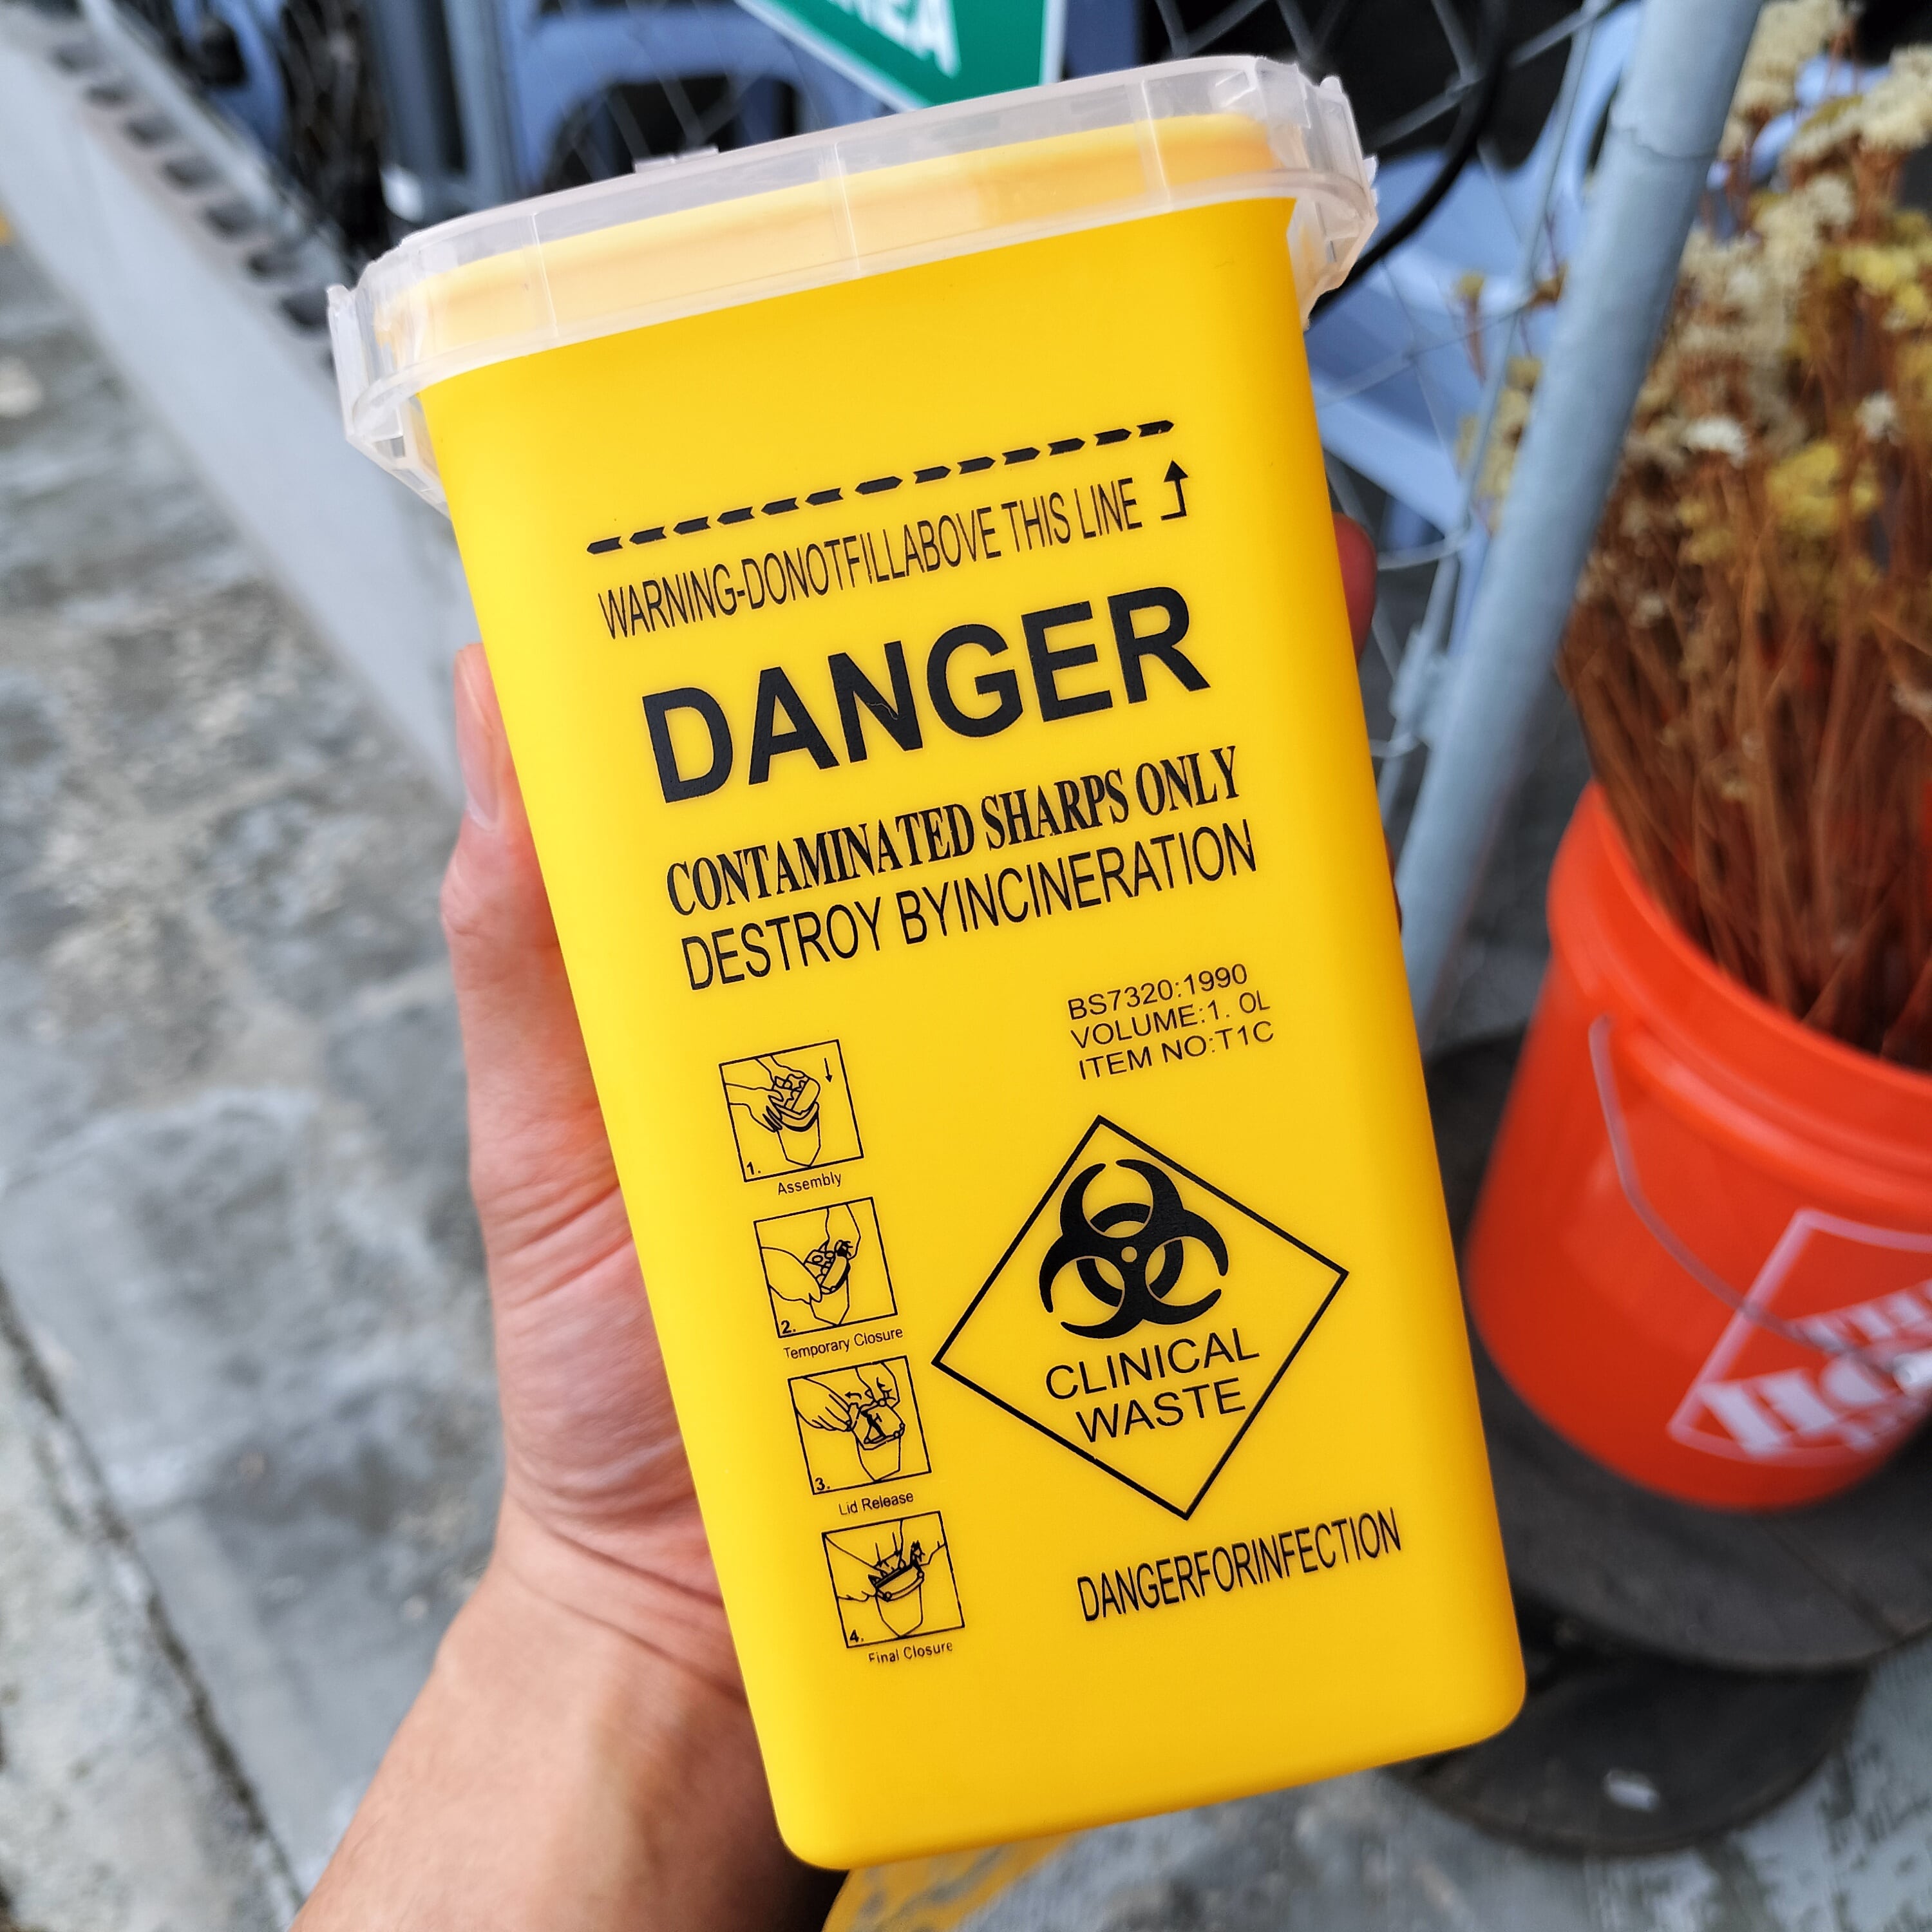 WARNING-DONOTFILLABOVE THIS LINE
DANGER
CONTAMINATED SHARPS ONLY
DESTROY BYINCINERATION
BS7320:1990
VOLUME:1. 0L
ITEM NO:T1C
1.
Assembly
2.
Temporary Closure
3.
Lid Release
4.
Final Closure
CLINICAL
WASTE
DANGERFORINFECTION